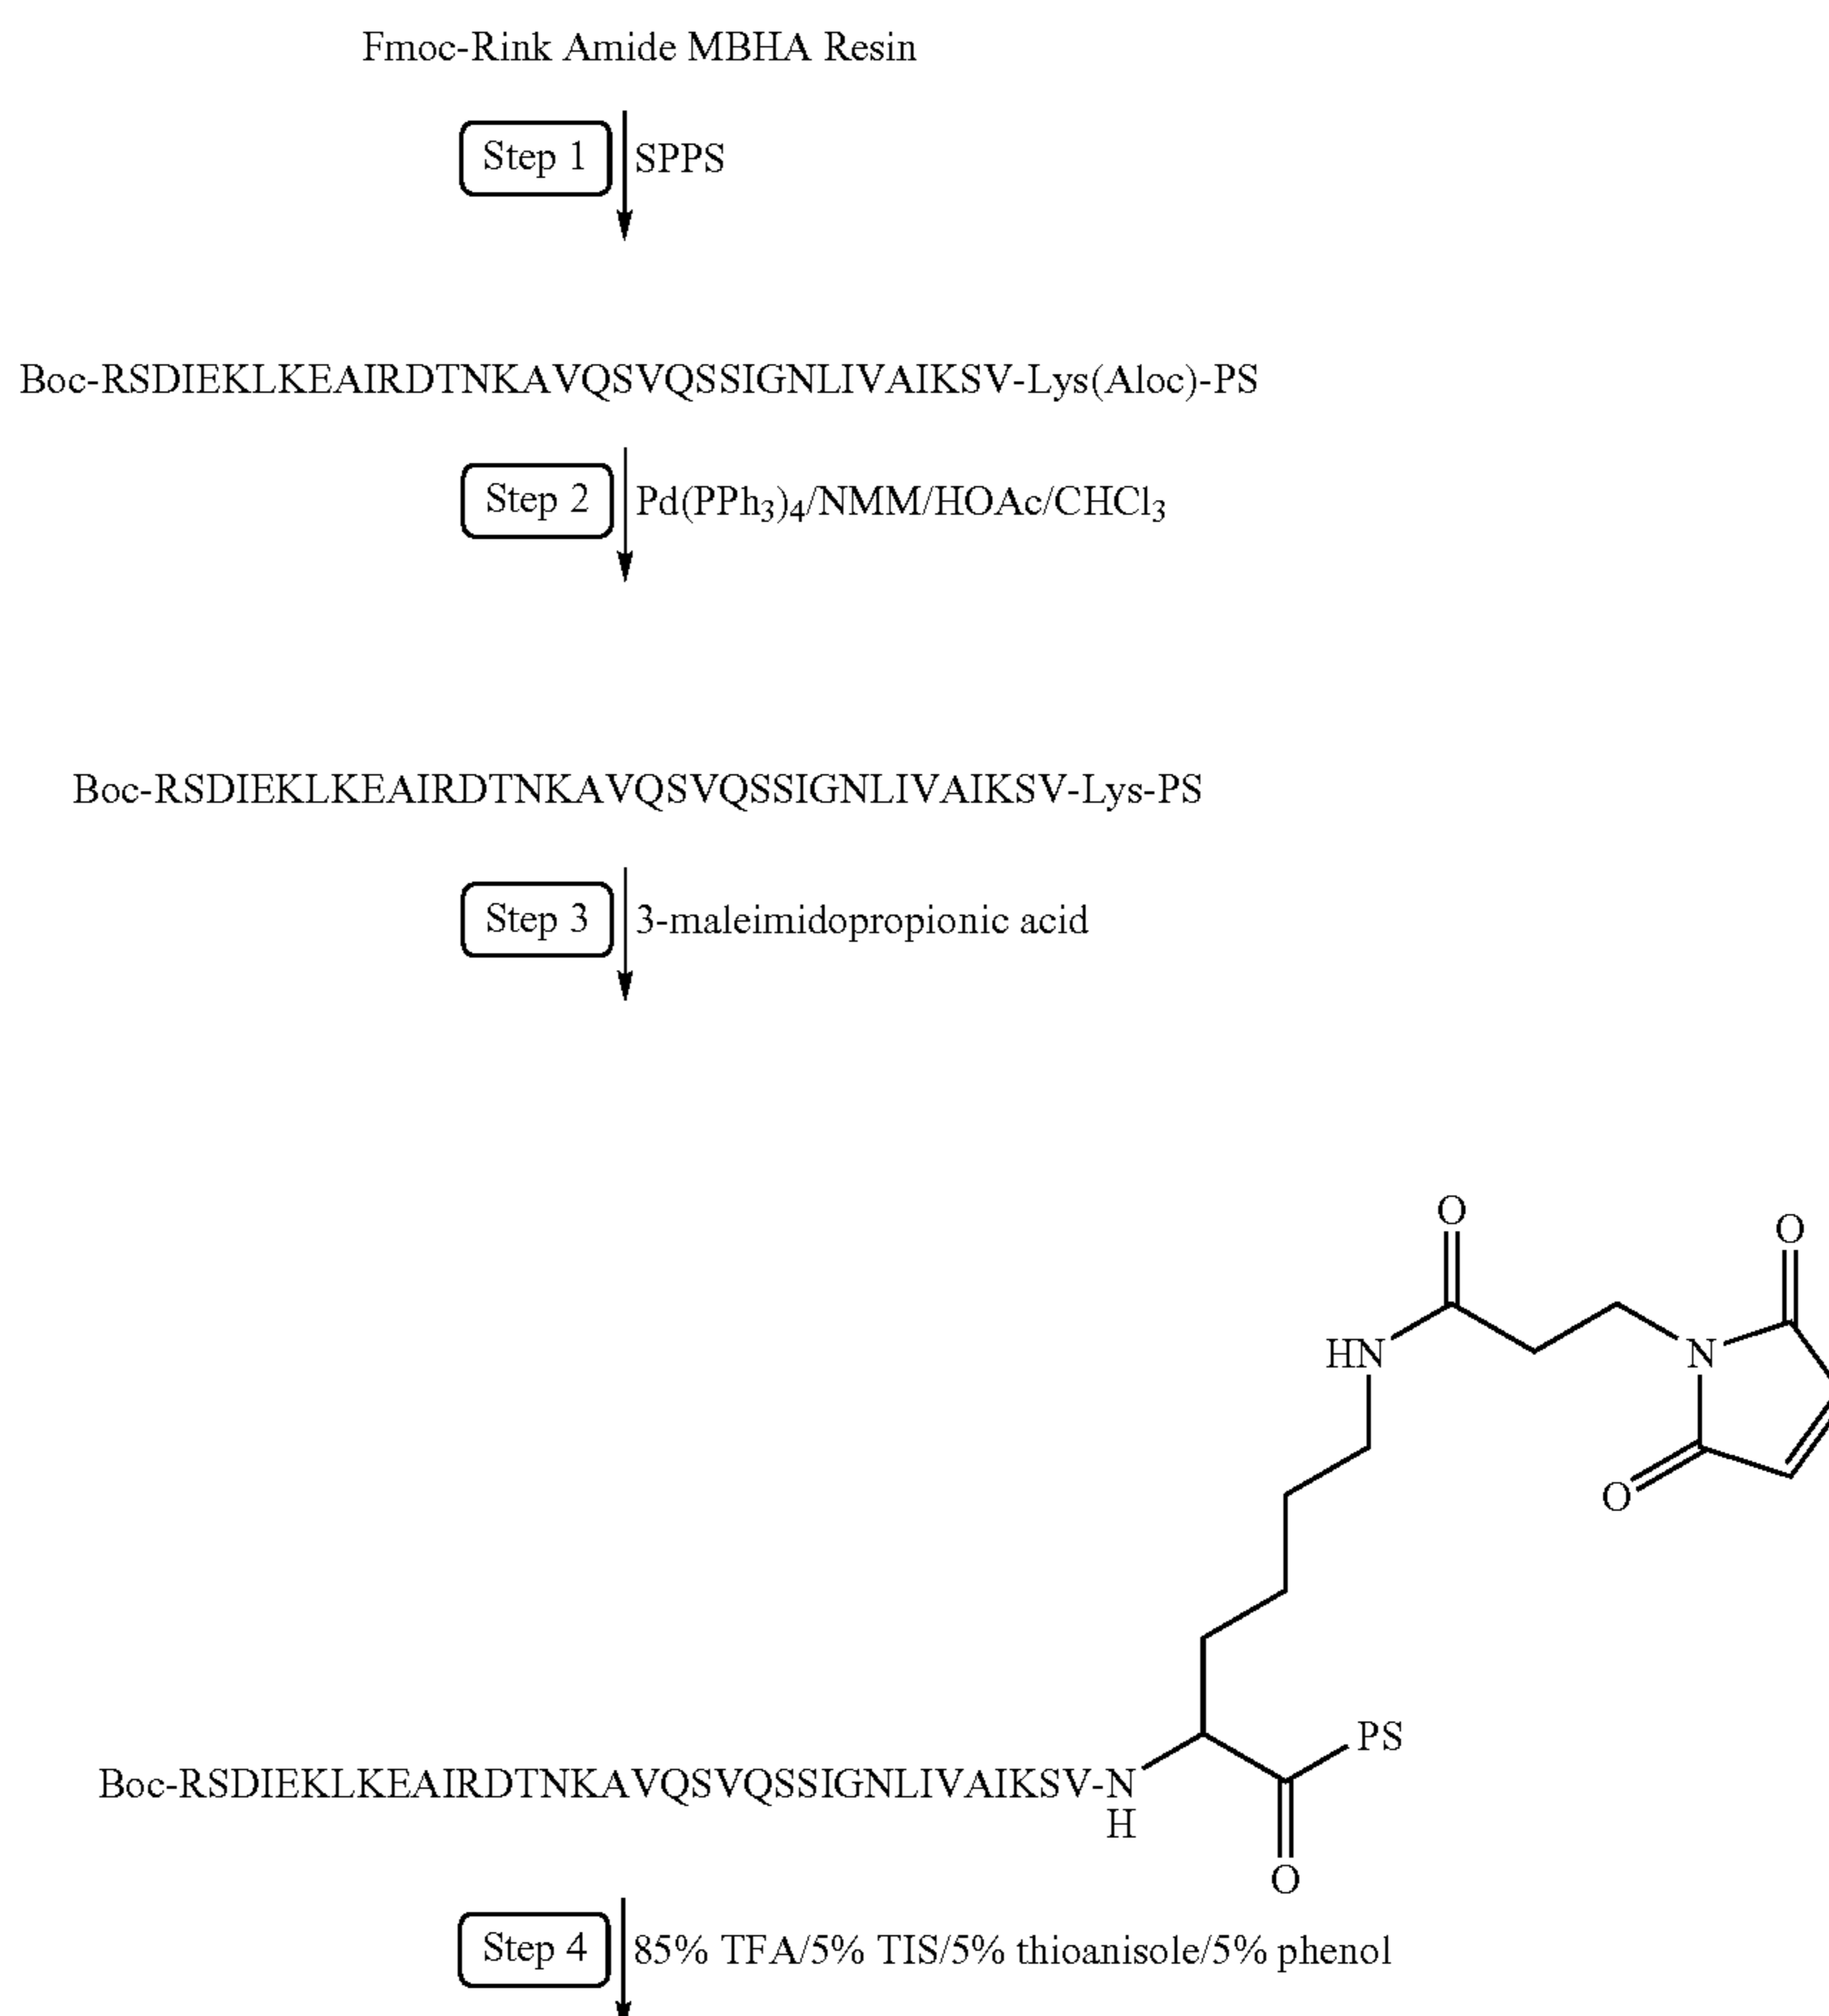 Fmoc-Rink Amide MBHA Resin
Step 1 SPPS
Boc-RSDIEKLKEAIRDTNKAVQSVQSSIGNLIVAIKSV-Lys(Aloc)-PS
Step 2 Pd(PPh3)4/NMM/HOAc/CHCl3
Boc-RSDIEKLKEAIRDTNKAVQSVQSSIGNLIVAIKSV-Lys-PS
Step 3 3-maleimidopropionic acid
O
O
HN
N
O
PS
Boc-RSDIEKLKEAIRDTNKAVQSVQSSIGNLIVAIKSV-N
H
O
Step 4 85% TFA/5% TIS/5% thioanisole/5% phenol